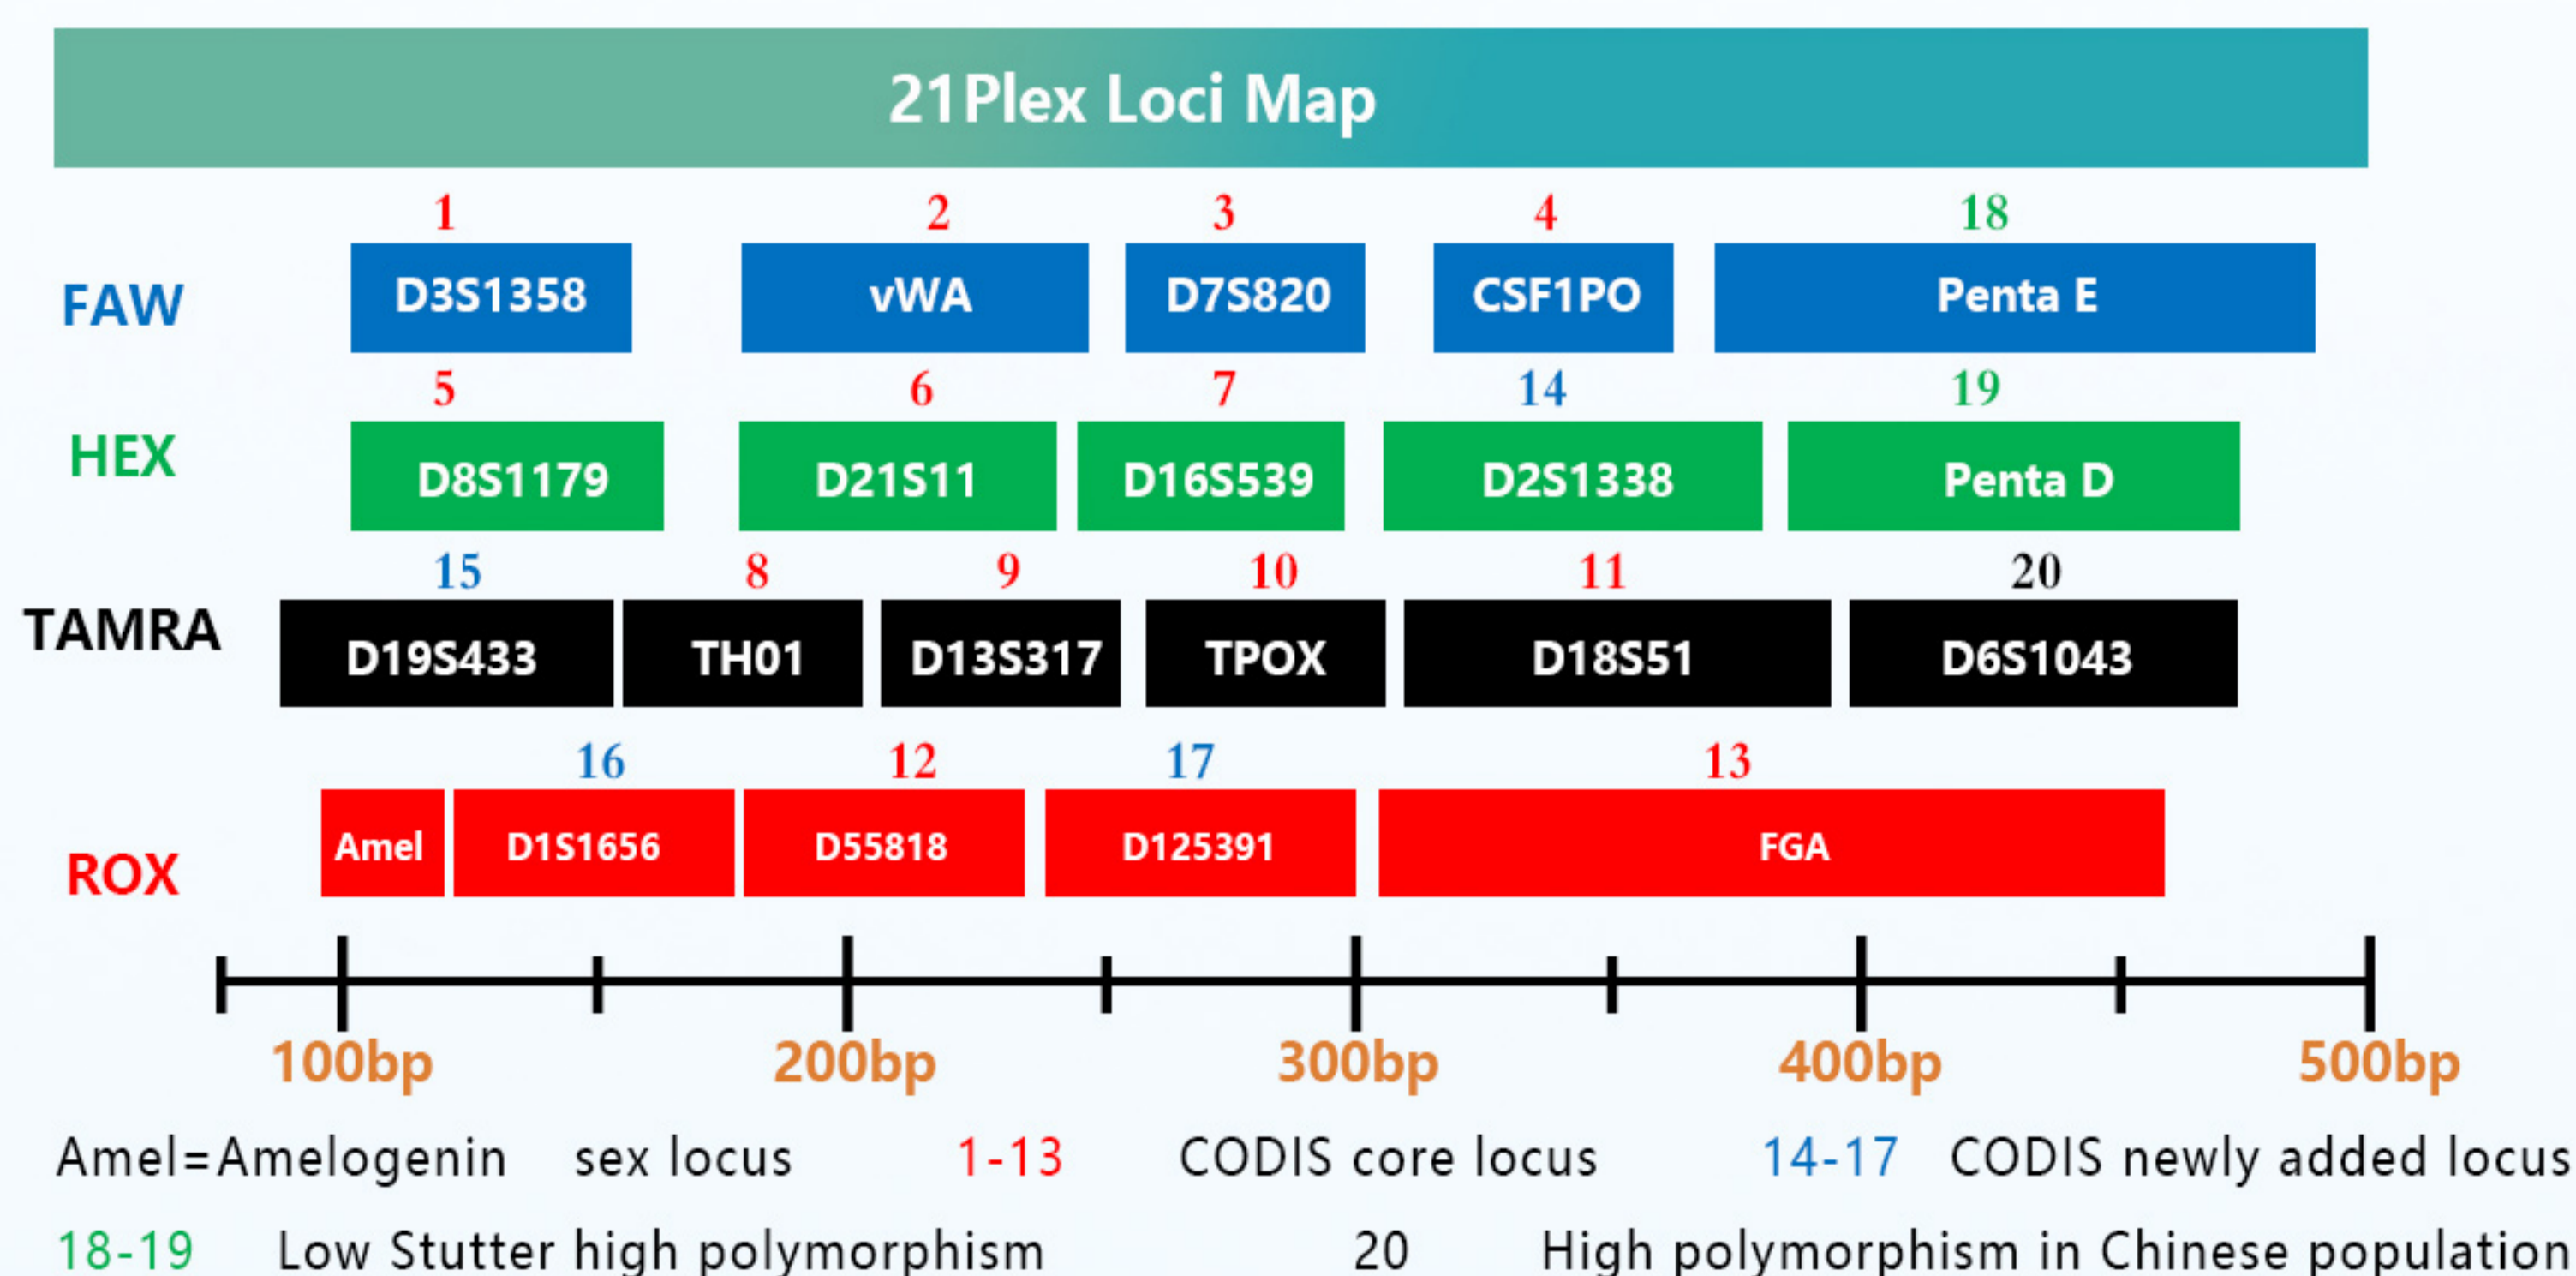 21Plex Loci Map
1 2 3 4 18
FAW D3S1358 vWA D7S820 CSF1PO Penta E
5 6 7 14 19
HEX D8S1179 D21S11 D16S539 D2S1338 Penta D
15 8 9 10 11 20
TAMRA D19S433 TH01 D13S317 TPOX D18S51 D6S1043
16 12 17 13
ROX Amel D1S1656 D55818 D125391 FGA
100bp 200bp 300bp 400bp 500bp
Amel=Amelogenin sex locus 1-13 CODIS core locus 14-17 CODIS newly added locus
18-19 Low Stutter high polymorphism 20 High polymorphism in Chinese population